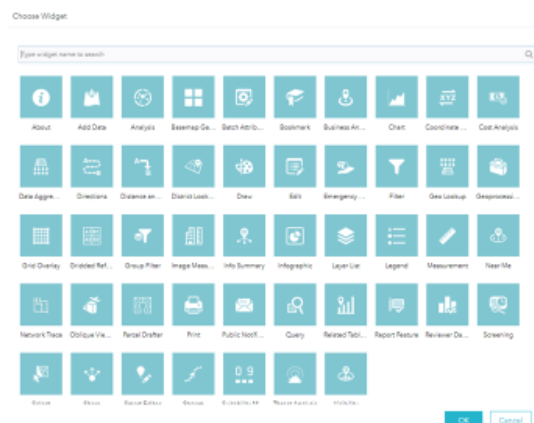 Choose Widget
Type widget name to search
About Add Data Analysis Basemap Ga... Batch Attrib... Bookmark Business An... Chart Coordinate ... Cost Analysis
Data Aggre... Directions Distance an... District Look... Draw Edit Emergency ... Filter Geo Lookup Geoprocessi...
Grid Overlay Gridded Ref... Group Filter Image Meas... Info Summary Infographic Layer List Legend Measurement Near Me
Network Trace Oblique Vie... Parcel Drafter Print Public Notifi... Query Related Tabl... Report Feature Reviewer Da... Screening
OK Cancel